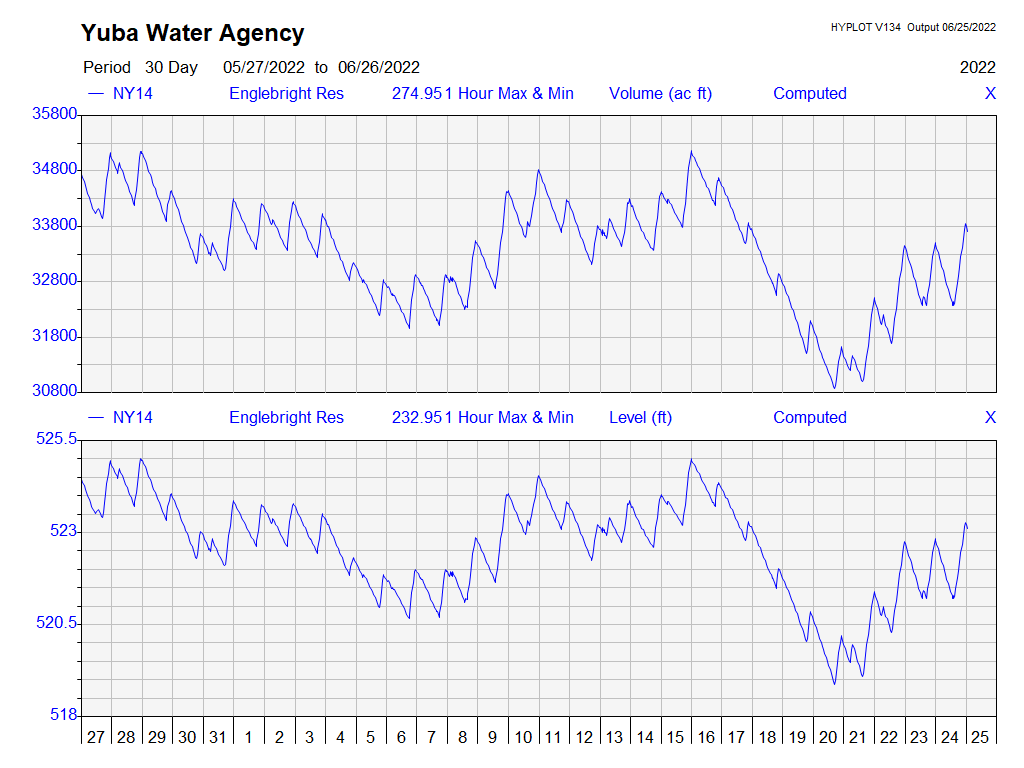 Yuba Water Agency
HYPLOT V134 Output 06/25/2022
Period 30 Day 05/27/2022 to 06/26/2022 2022
NY14 Englebright Res 274.951 Hour Max & Min Volume (ac ft) Computed X
35800
34800
33800
32800
31800
30800
NY14 Englebright Res 232.951 Hour Max & Min Level (ft) Computed X
525.5
523
520.5
518
27 28 29 30 31 1 2 3 4 5 6 7 8 9 10 11 12 13 14 15 16 17 18 19 20 21 22 23 24 25